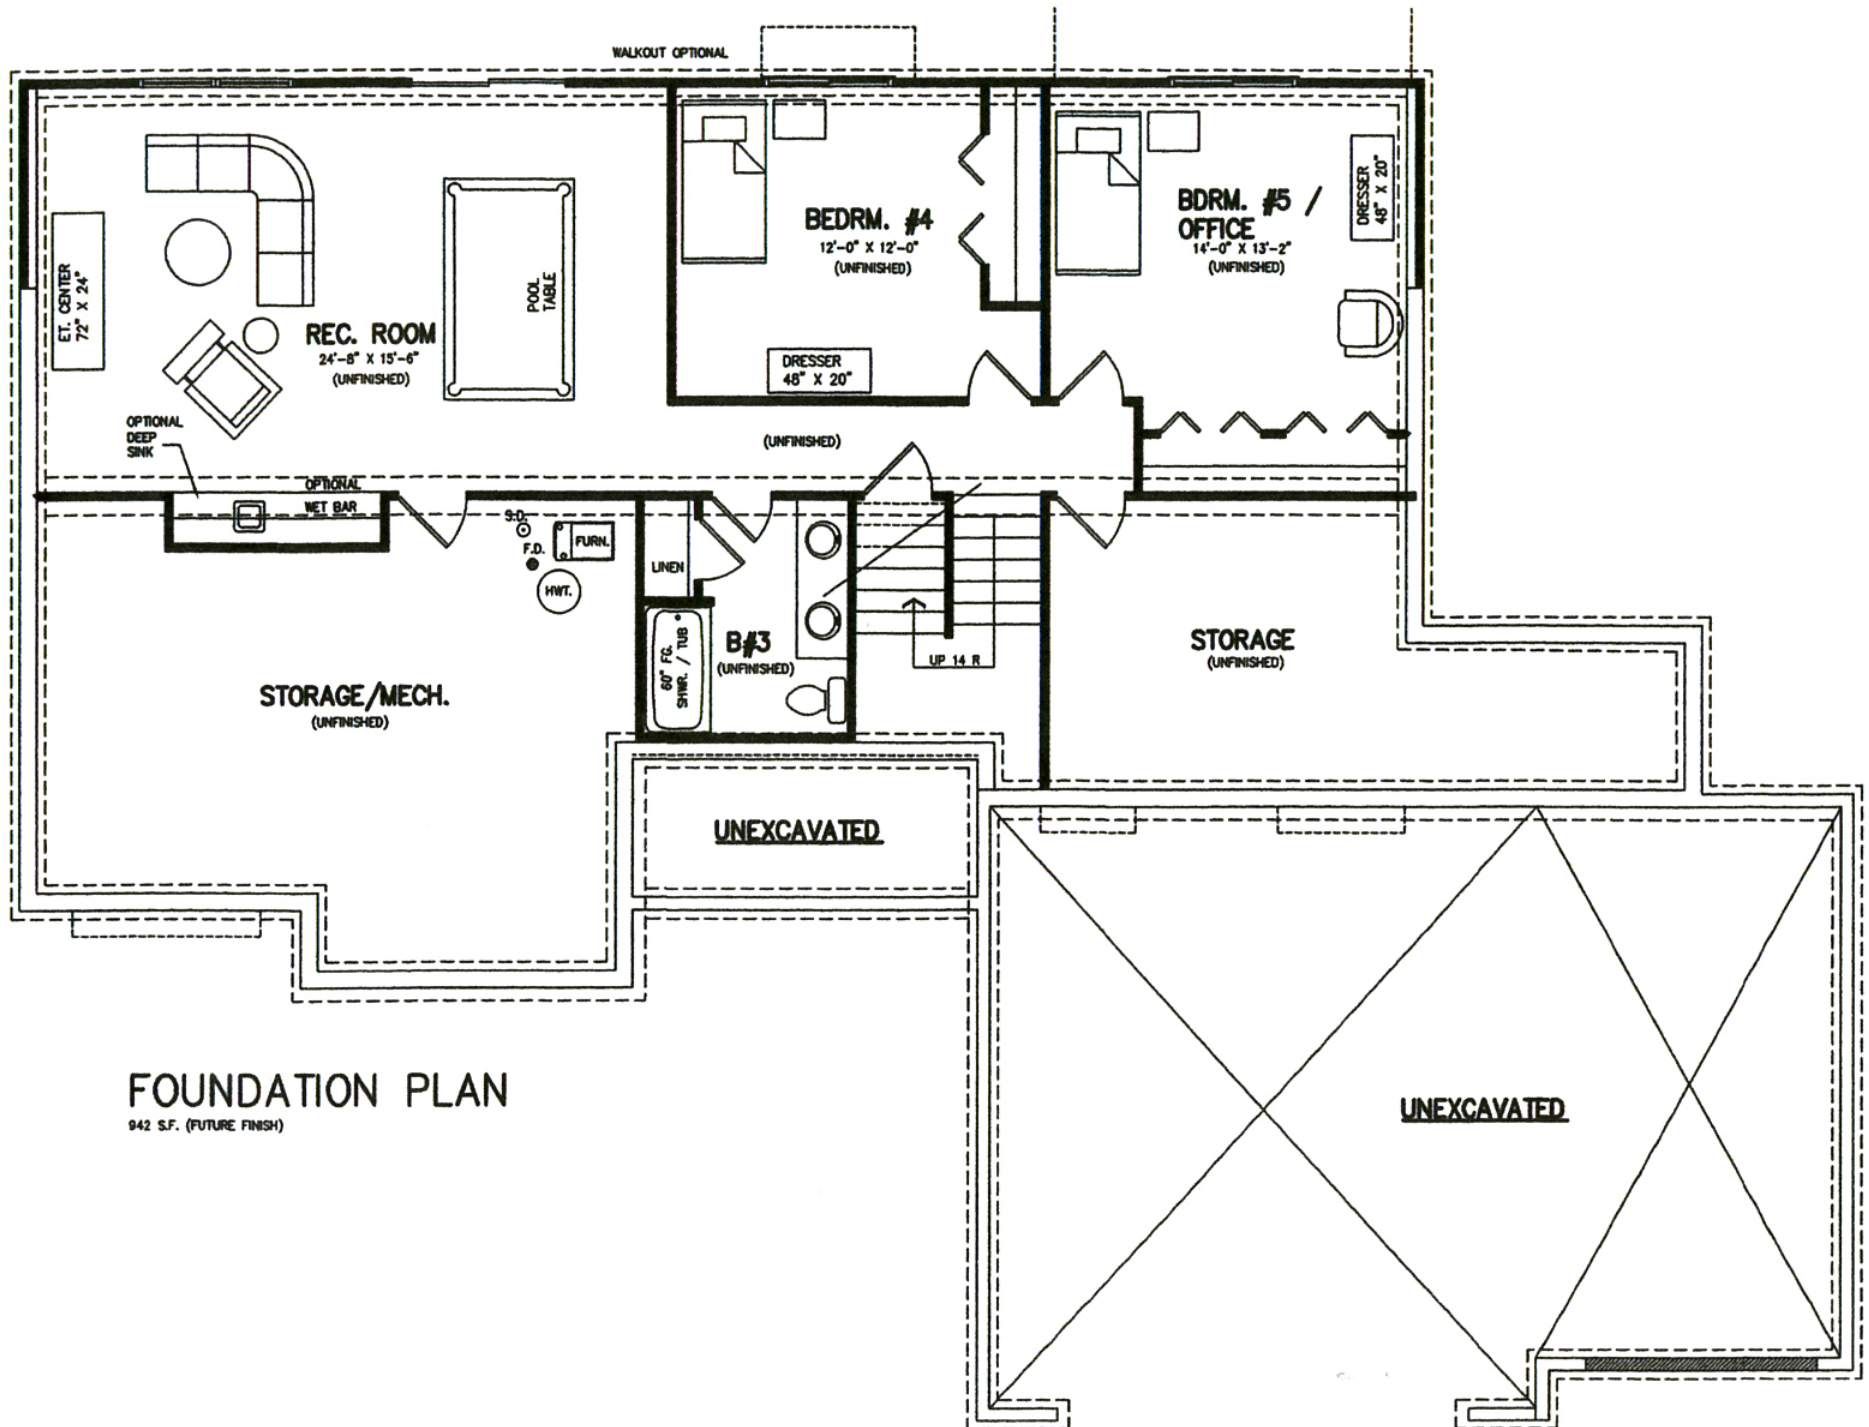 WALKOUT OPTIONAL
BEDRM. #4
12'-0" X 12'-0"
(UNFINISHED)
BDRM. #5 /
OFFICE
14'-0" X 13'-2"
(UNFINISHED)
DRESSER
48" X 20"
ET. CENTER
72" X 24"
REC. ROOM
24'-8" X 15'-6"
(UNFINISHED)
POOL
TABLE
DRESSER
48" X 20"
OPTIONAL
DEEP
SINK
(UNFINISHED)
OPTIONAL
WET BAR
S.D.
F.D.
FURN.
HWT.
LINEN
60" FG.
SHWR. / TUB
B#3
(UNFINISHED)
UP 14 R
STORAGE
(UNFINISHED)
STORAGE/MECH.
(UNFINISHED)
UNEXCAVATED
UNEXCAVATED
FOUNDATION PLAN
942 S.F. (FUTURE FINISH)